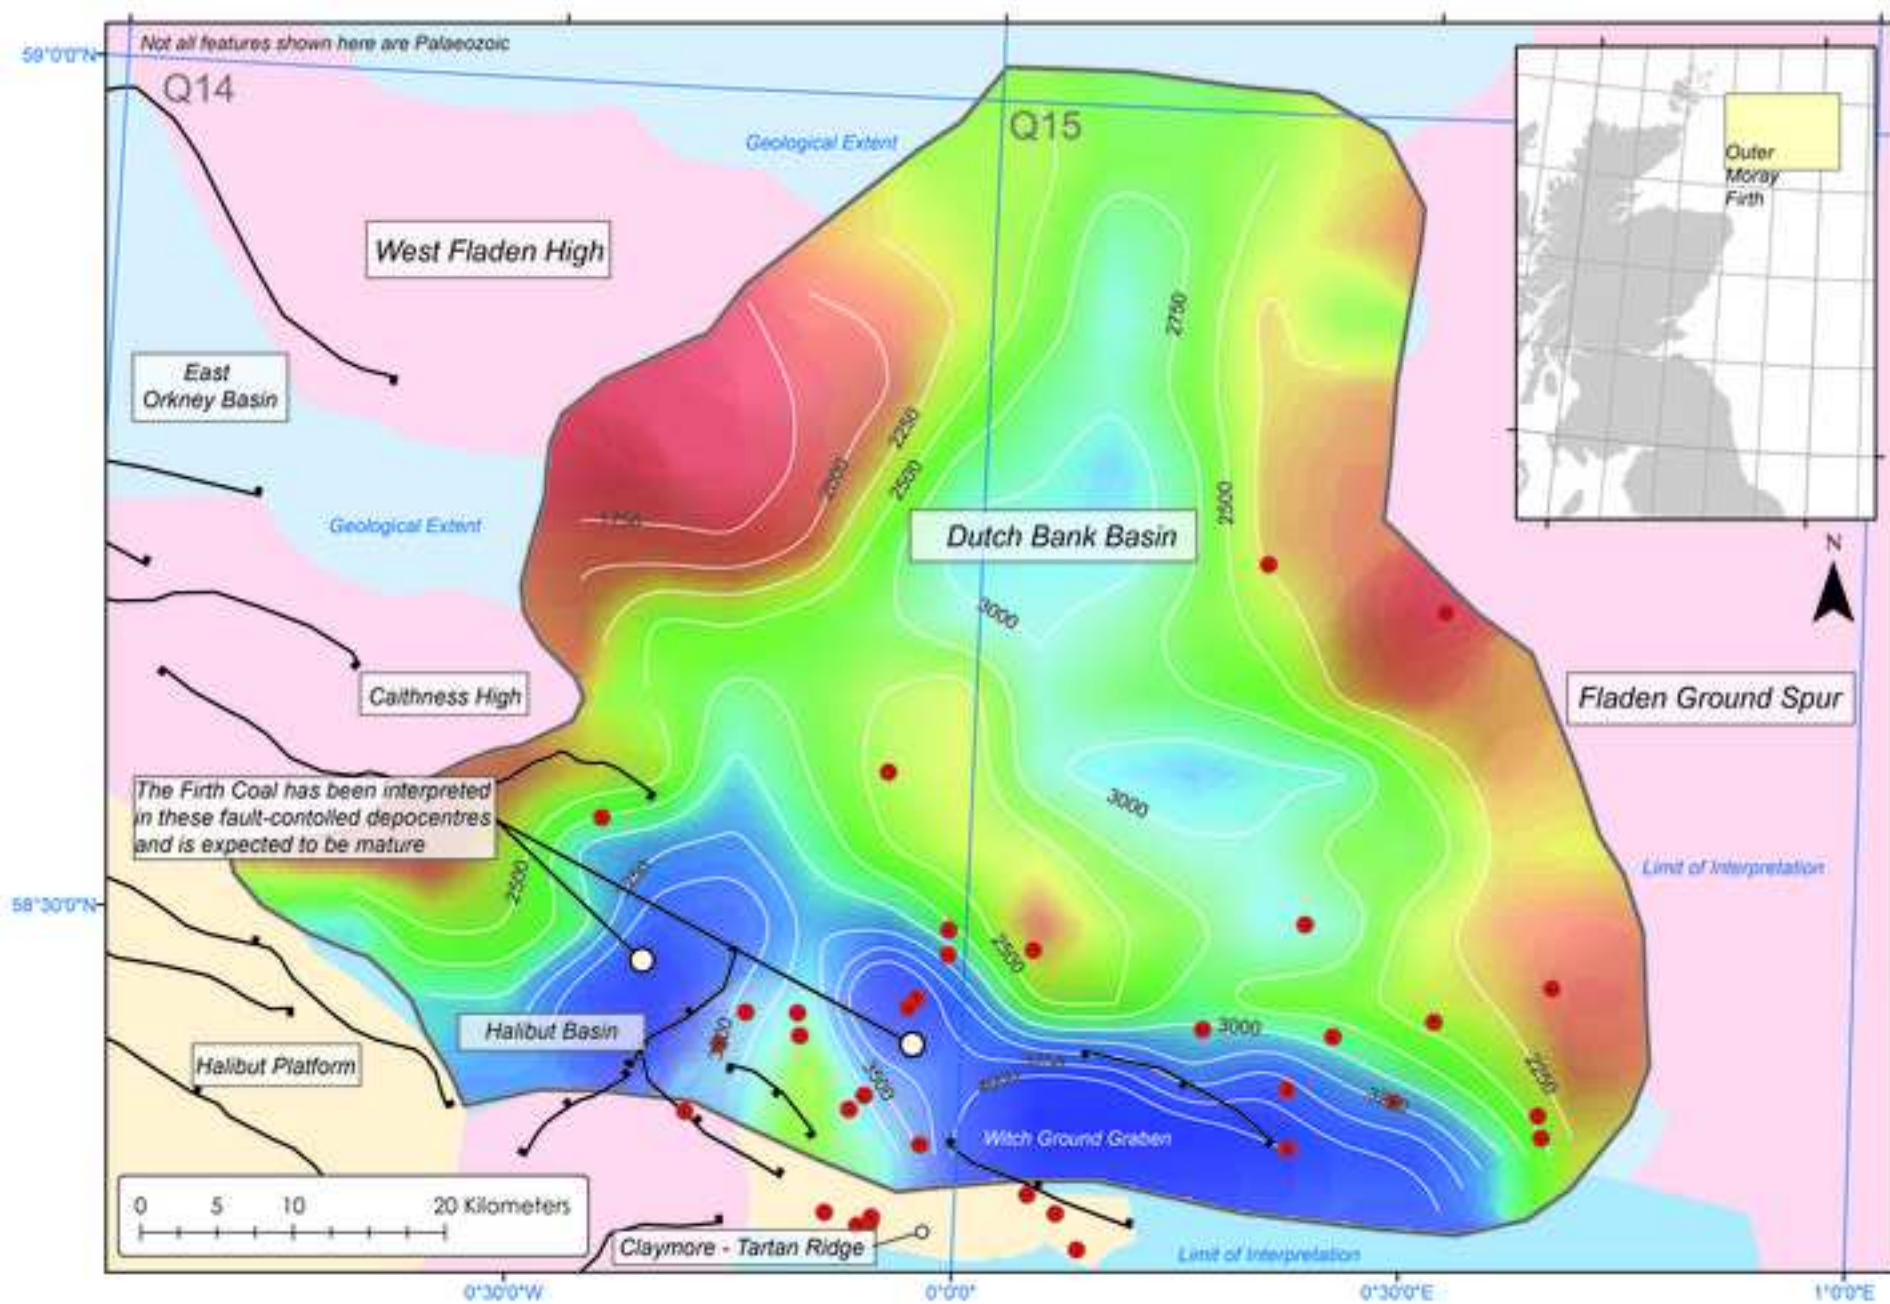 Not all features shown here are Palaeozoic
59°0'0"N
Q14
Q15
Geological Extent
Outer
Moray
Firth
West Fladen High
2750
East
Orkney Basin
2250
2000
2500
2500
1750
Geological Extent
Dutch Bank Basin
N
3000
Caithness High
Fladen Ground Spur
The Firth Coal has been interpreted
in these fault-contolled depocentres
and is expected to be mature
3000
2500
Limit of Interpretation
58°30'0"N
2500
Halibut Basin
3000
Halibut Platform
3500
4000
2250
Witch Ground Graben
0 5 10 20 Kilometers
Claymore - Tartan Ridge
Limit of Interpretation
0°30'0"W
0°0'0"
0°30'0"E
1°0'0"E